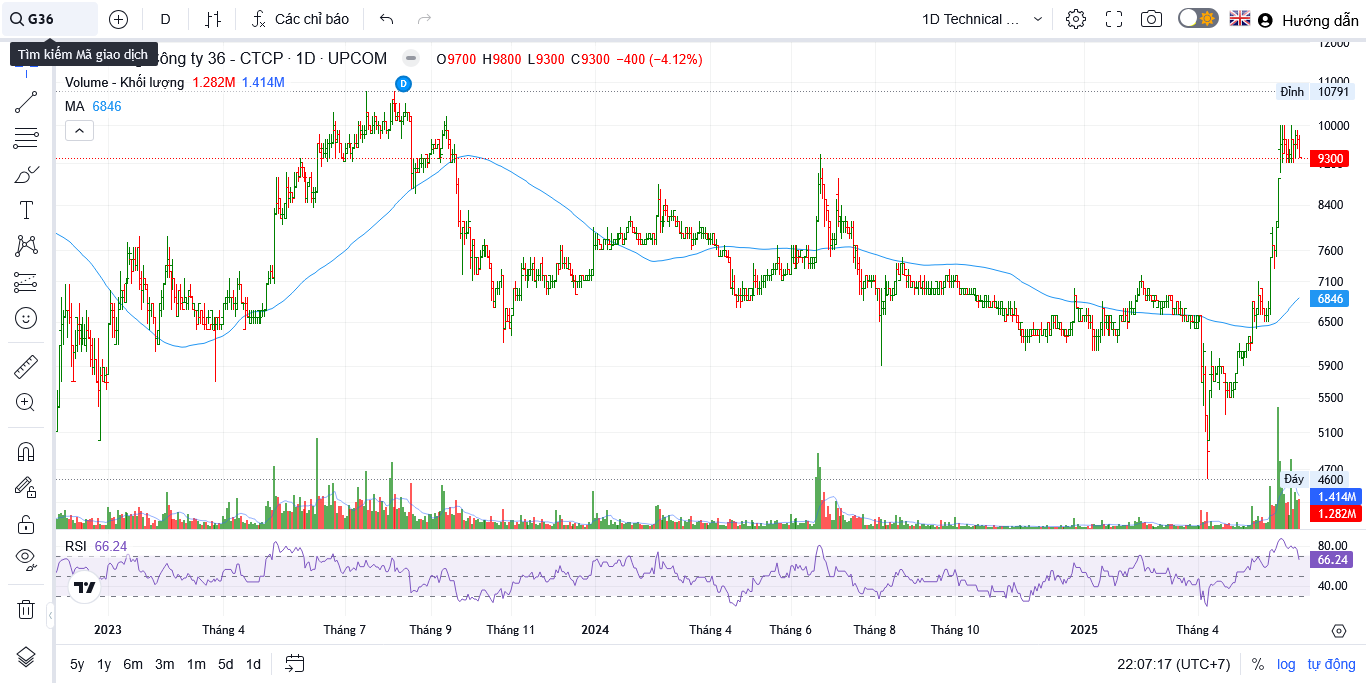 G36
D
Các chỉ báo
1D Technical ...
Hướng dẫn
Tìm kiếm Mã giao dịch
ông ty 36 - CTCP · 1D · UPCOM
O9700 H9800 L9300 C9300 −400 (−4.12%)
Volume - Khối lượng 1.282M 1.414M
MA 6846
D
12000
11000
Đỉnh 10791
10000
9300
8400
7600
7100
6846
6500
5900
5500
5100
4700
Đáy 4600
1.414M
1.282M
RSI 66.24
80.00
66.24
40.00
2023 Tháng 4 Tháng 7 Tháng 9 Tháng 11 2024 Tháng 4 Tháng 6 Tháng 8 Tháng 10 2025 Tháng 4
5y 1y 6m 3m 1m 5d 1d
22:07:17 (UTC+7) % log tự động